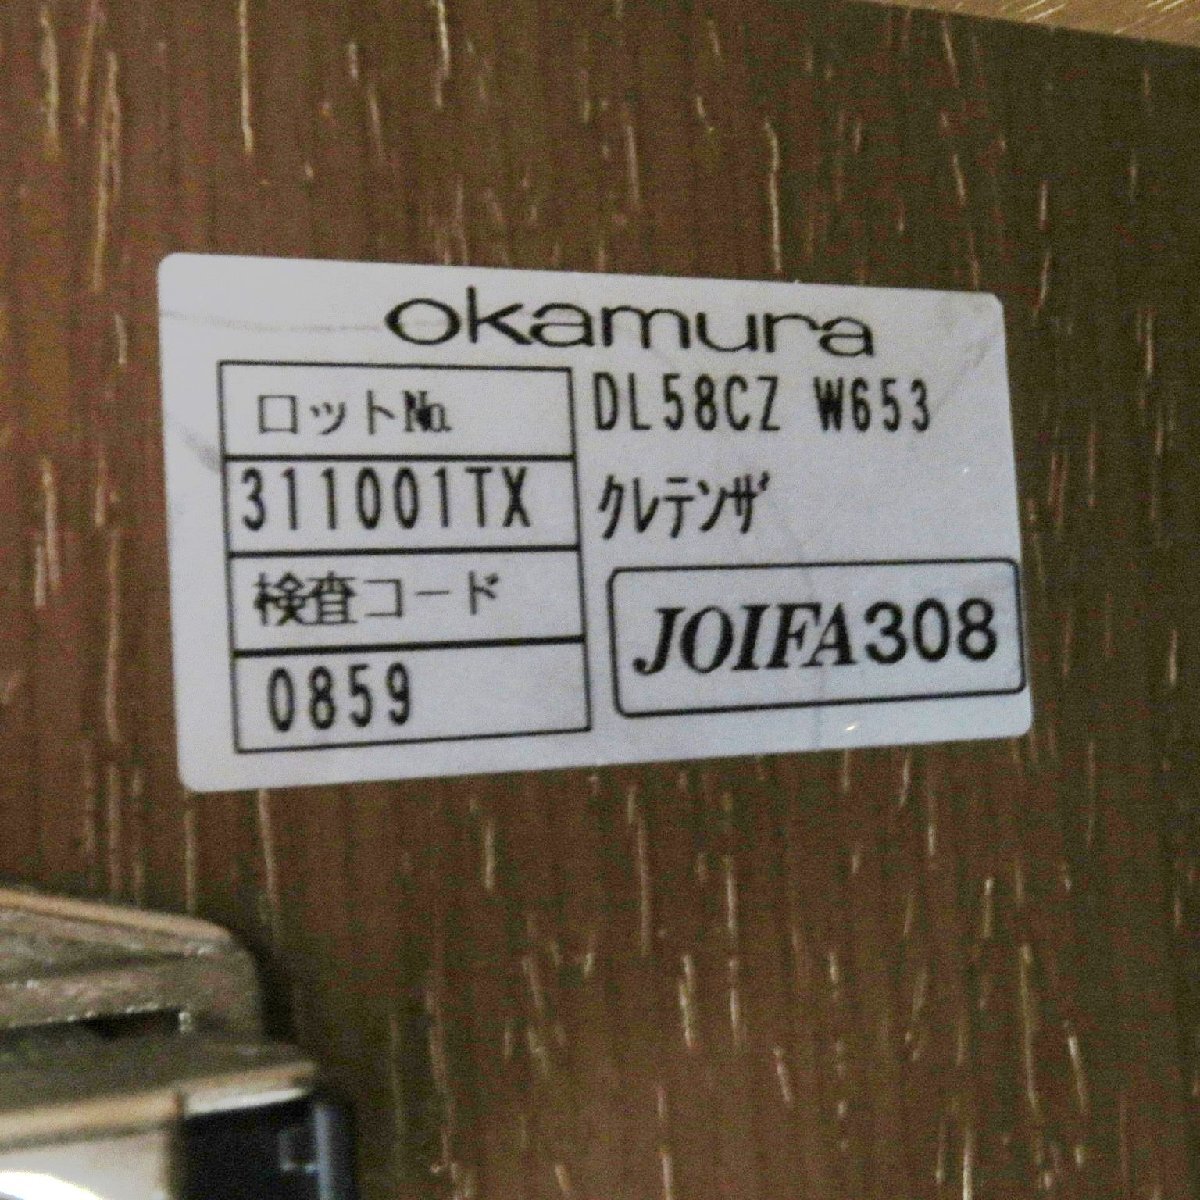 okamura
ロット№
311001TX
検査コード
0859
DL58CZ W653
クレテンザ
JOIFA308